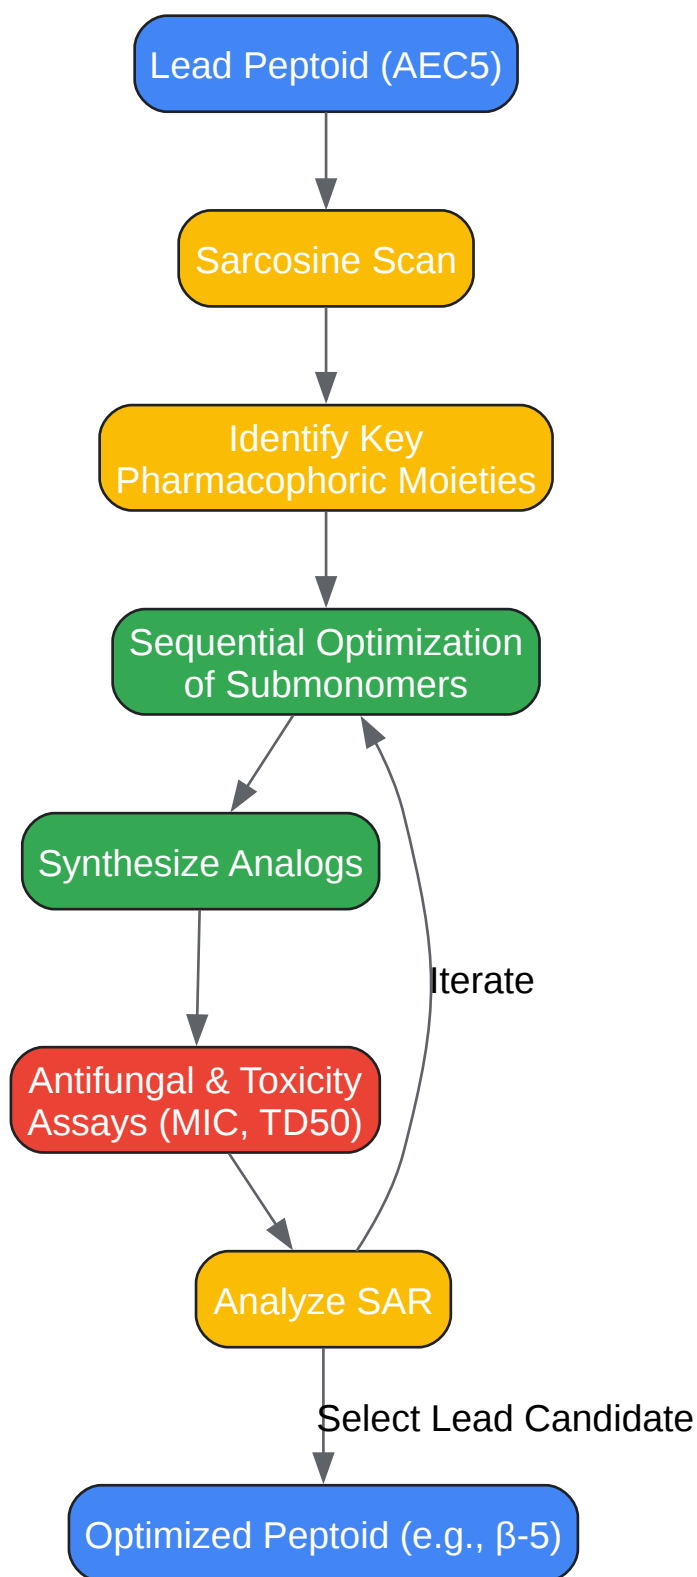 Lead Peptoid (AEC5)
Sarcosine Scan
Identify Key
Pharmacophoric Moieties
Sequential Optimization
of Submonomers
Synthesize Analogs
Iterate
Antifungal & Toxicity
Assays (MIC, TD50)
Analyze SAR
Select Lead Candidate
Optimized Peptoid (e.g., β-5)